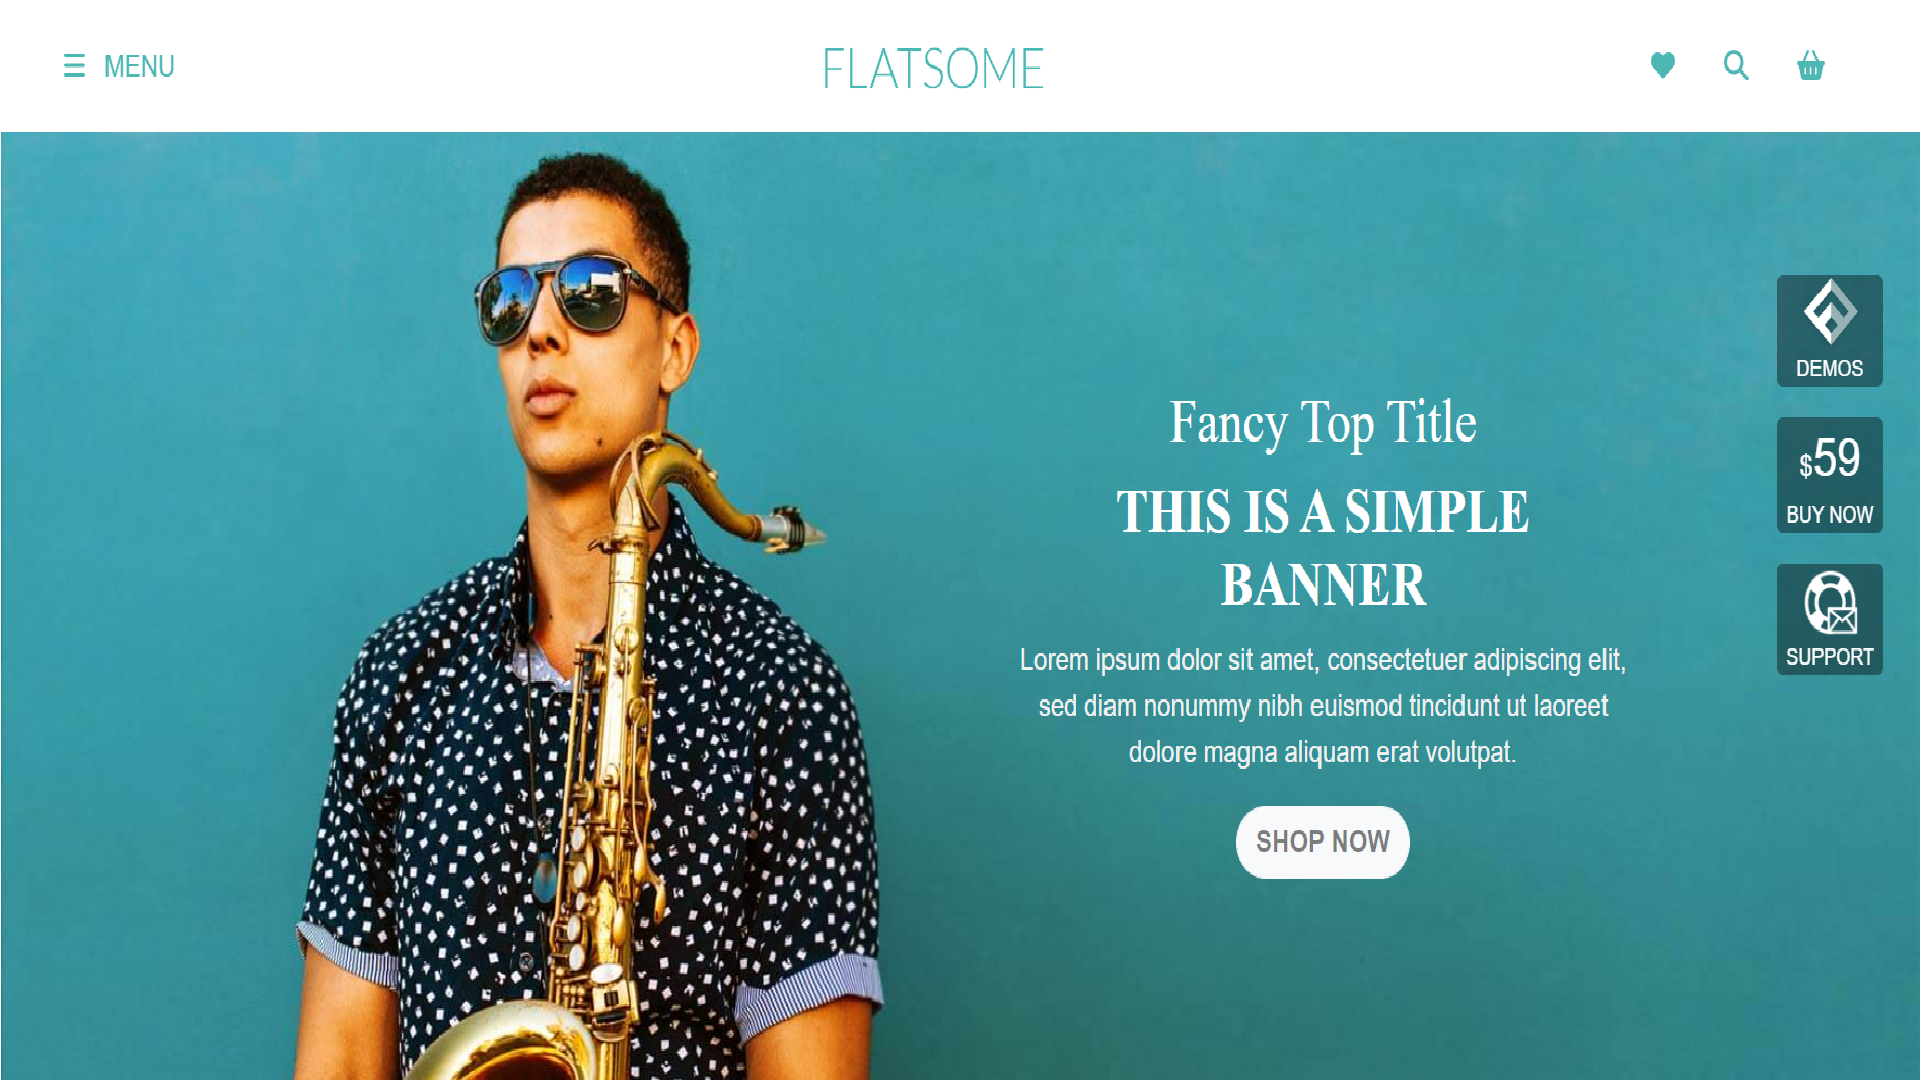 MENU
FLATSOME
Fancy Top Title
THIS IS A SIMPLE
BANNER
Lorem ipsum dolor sit amet, consectetuer adipiscing elit,
sed diam nonummy nibh euismod tincidunt ut laoreet
dolore magna aliquam erat volutpat.
SHOP NOW
DEMOS
$59
BUY NOW
SUPPORT